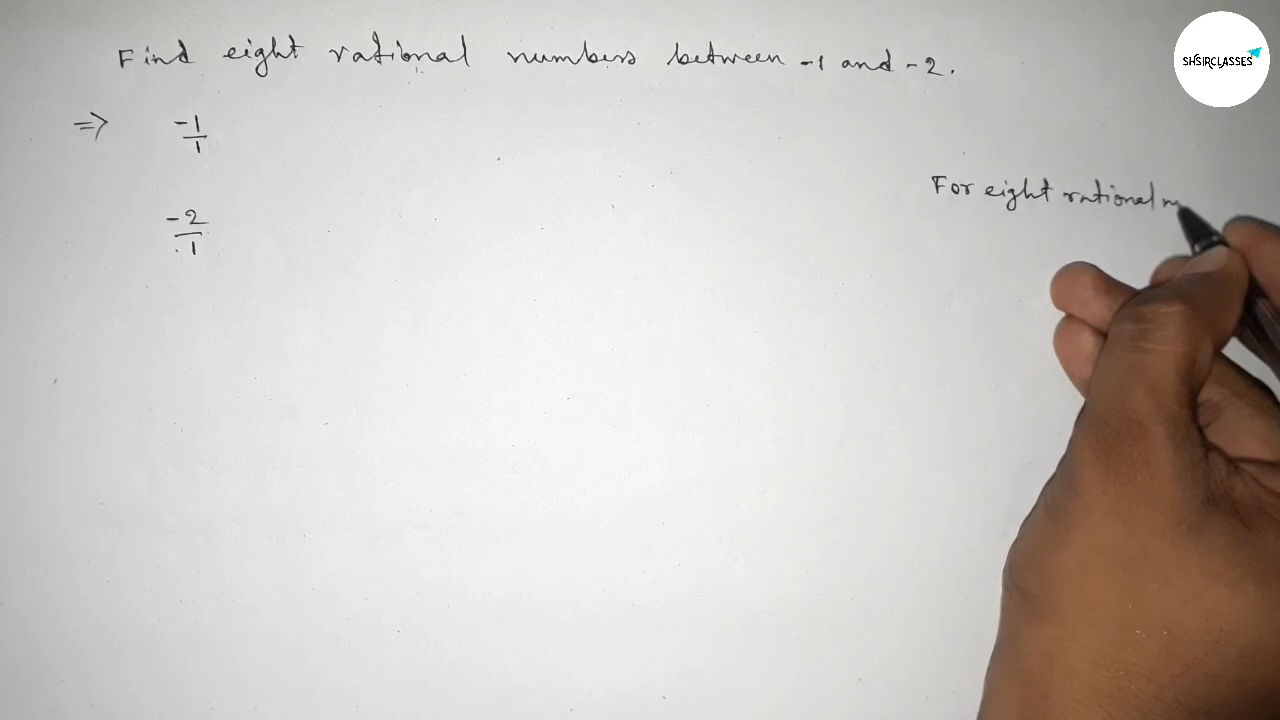 Find eight rational numbers between -1 and -2.
SHSIRCLASSES
=> -1/1
For eight rational
-2/1